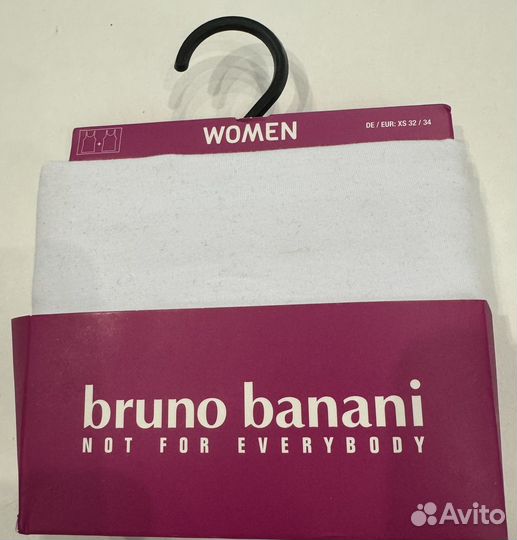 WOMEN
DE / EUR: XS 32 / 34
bruno banani
NOT FOR EVERYBODY
Avito